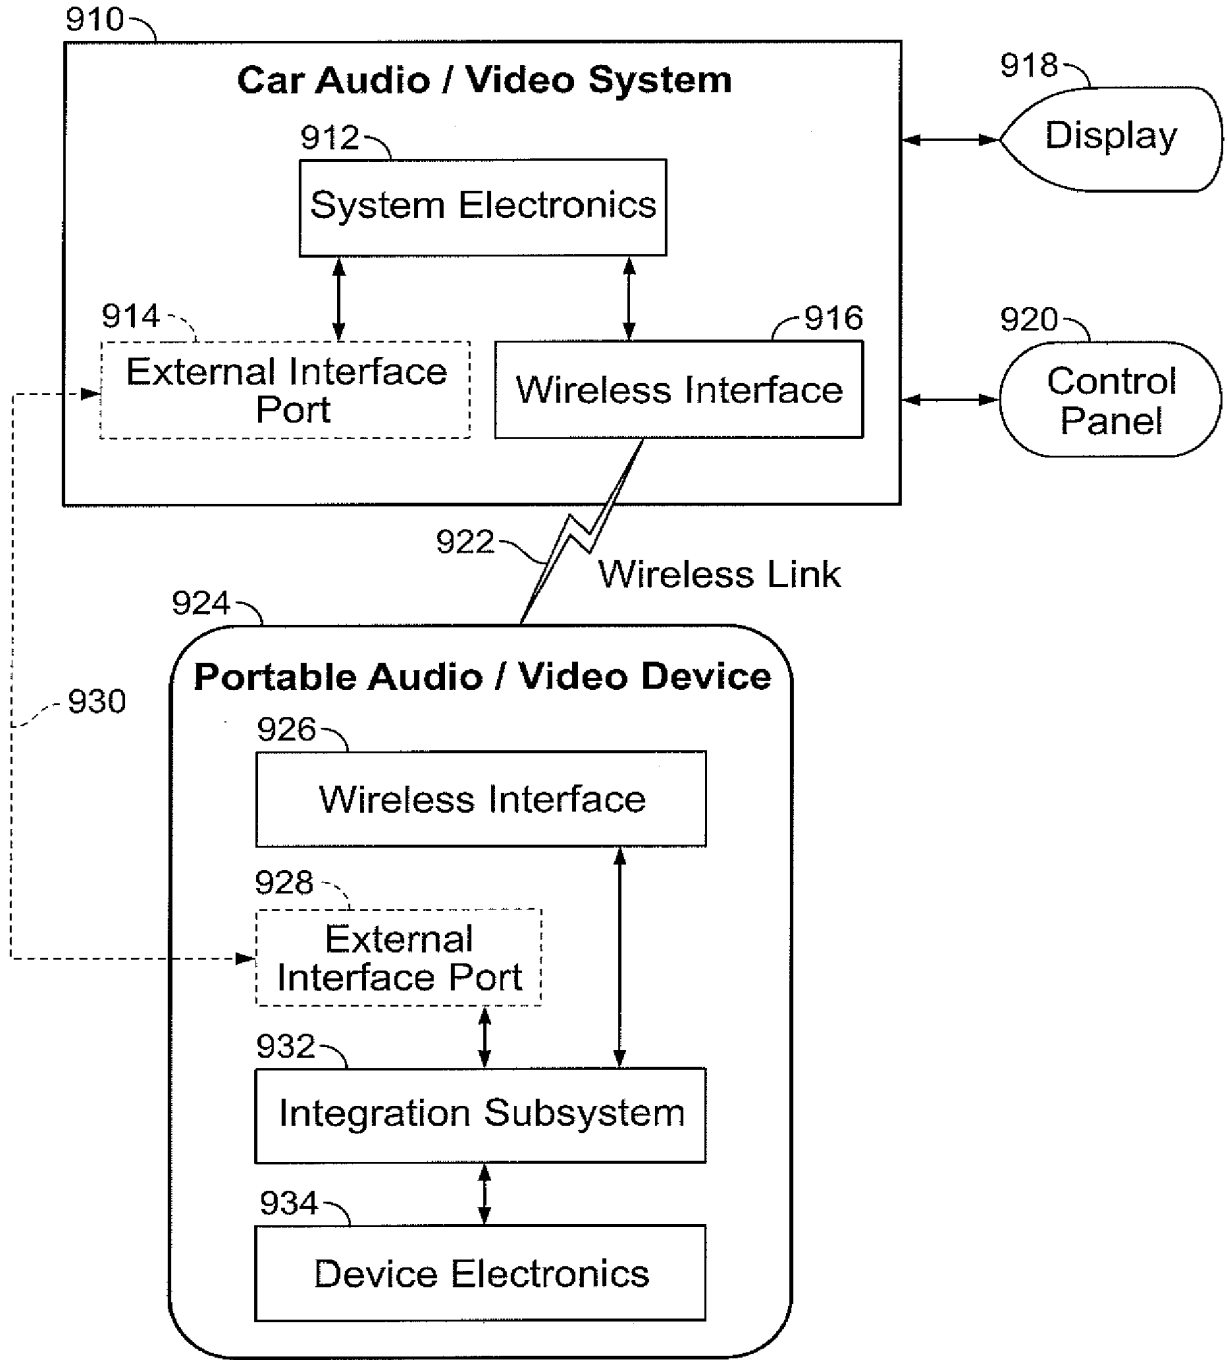 910
Car Audio / Video System
918
Display
912
System Electronics
914
External Interface
Port
916
Wireless Interface
920
Control
Panel
922
Wireless Link
924
Portable Audio / Video Device
930
926
Wireless Interface
928
External
Interface Port
932
Integration Subsystem
934
Device Electronics